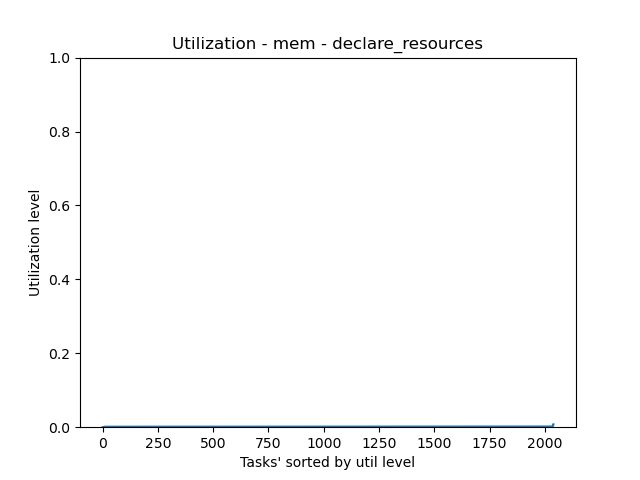 Utilization - mem - declare_resources
1.0
0.8
0.6
0.4
0.2
0.0
Utilization level
0 250 500 750 1000 1250 1500 1750 2000
Tasks' sorted by util level